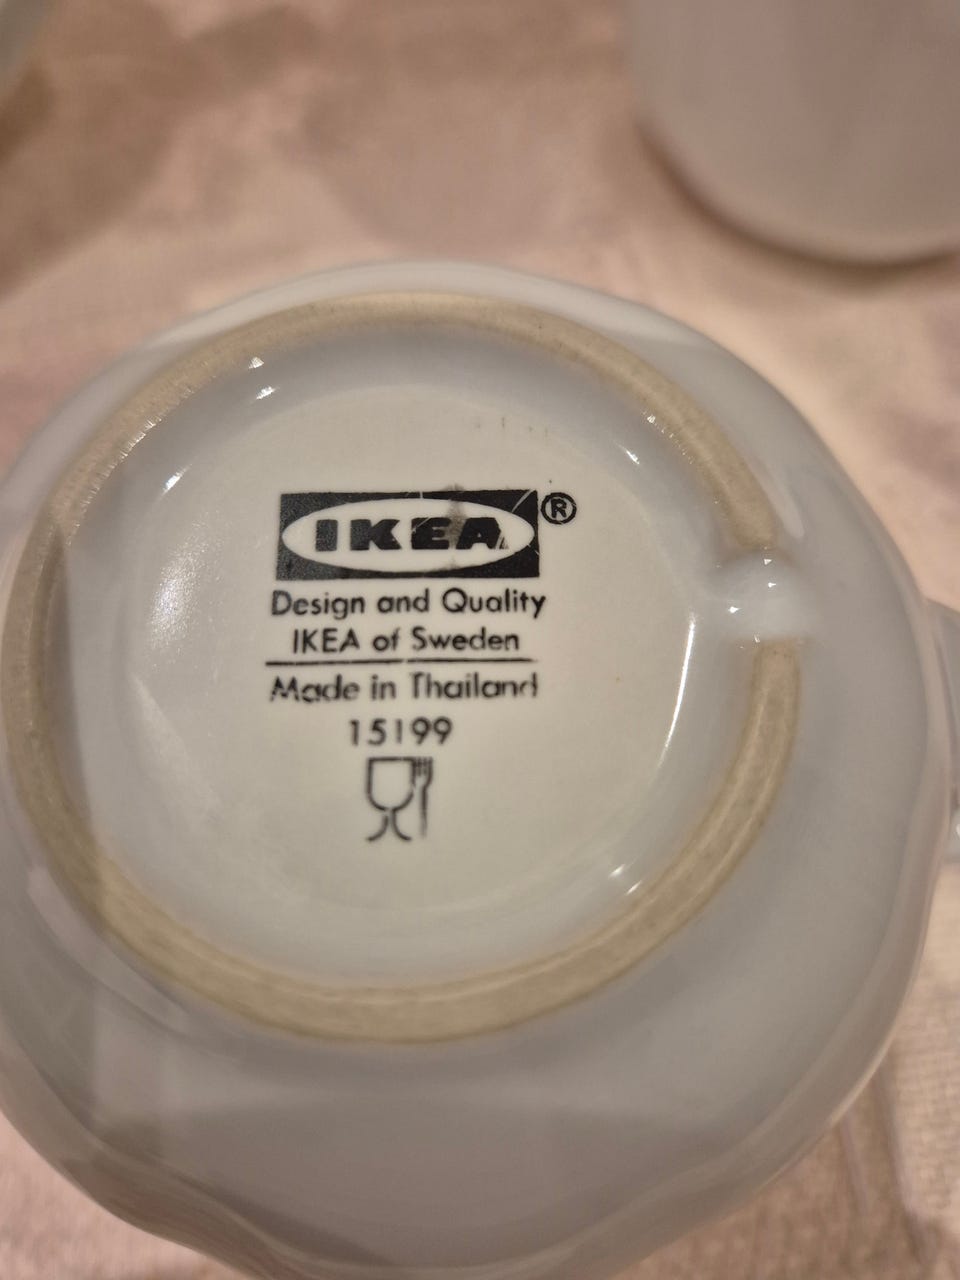 IKEA®
Design and Quality
IKEA of Sweden
Made in Thailand
15199